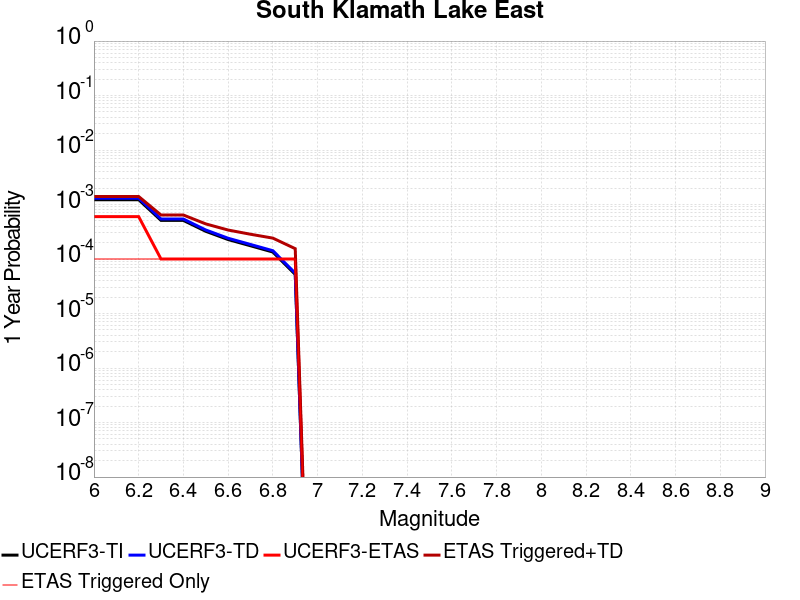 South Klamath Lake East
10^0
10^-1
10^-2
10^-3
10^-4
10^-5
10^-6
10^-7
10^-8
1 Year Probability
6 6.2 6.4 6.6 6.8 7 7.2 7.4 7.6 7.8 8 8.2 8.4 8.6 8.8 9
Magnitude
UCERF3-TI UCERF3-TD UCERF3-ETAS ETAS Triggered+TD
ETAS Triggered Only